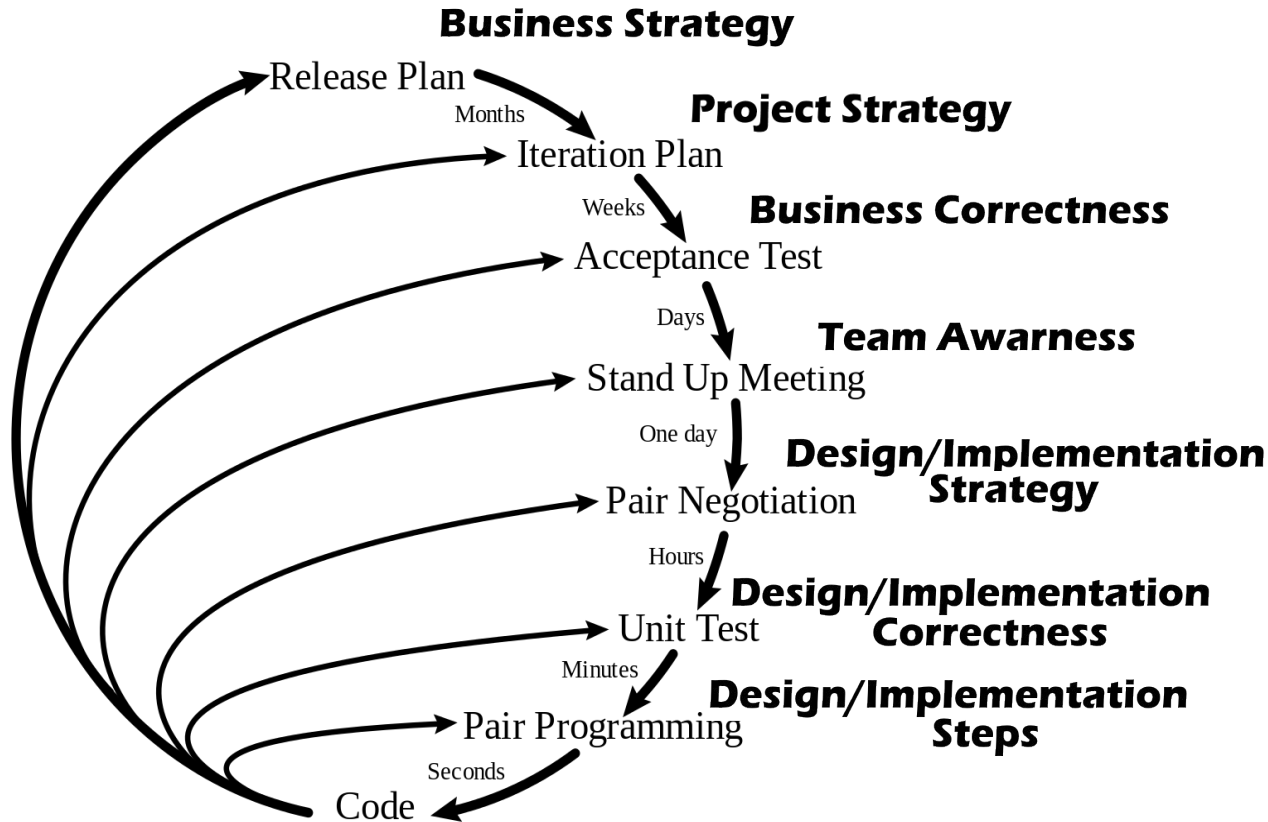 Business Strategy
Release Plan
Months
Project Strategy
Iteration Plan
Weeks
Business Correctness
Acceptance Test
Days
Team Awarness
Stand Up Meeting
One day
Design/Implementation
Strategy
Pair Negotiation
Hours
Design/Implementation
Correctness
Unit Test
Minutes
Design/Implementation
Steps
Pair Programming
Seconds
Code